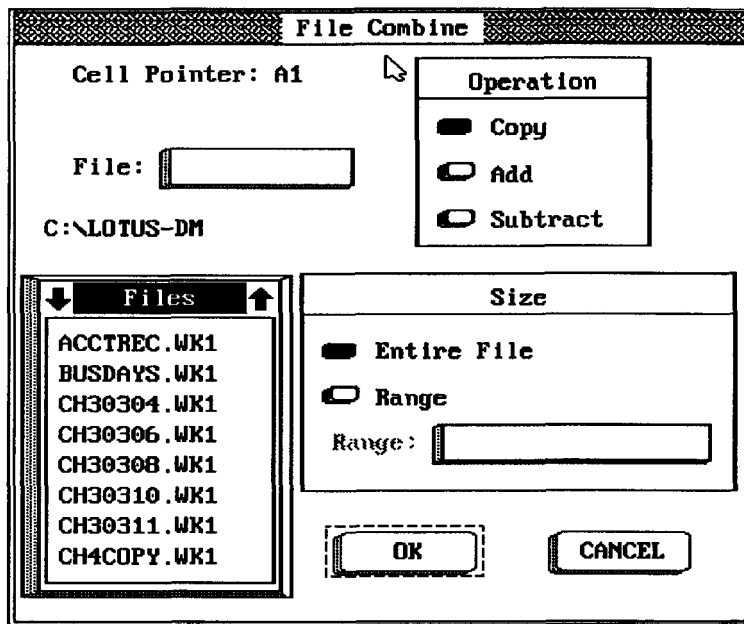 File Combine
Cell Pointer: A1
File:
C:\LOTUS-DM
Operation
Copy
Add
Subtract
Files
ACCTREC.WK1
BUSDAYS.WK1
CH30304.WK1
CH30306.WK1
CH30308.WK1
CH30310.WK1
CH30311.WK1
CH4COPY.WK1
Size
Entire File
Range
Range:
OK
CANCEL